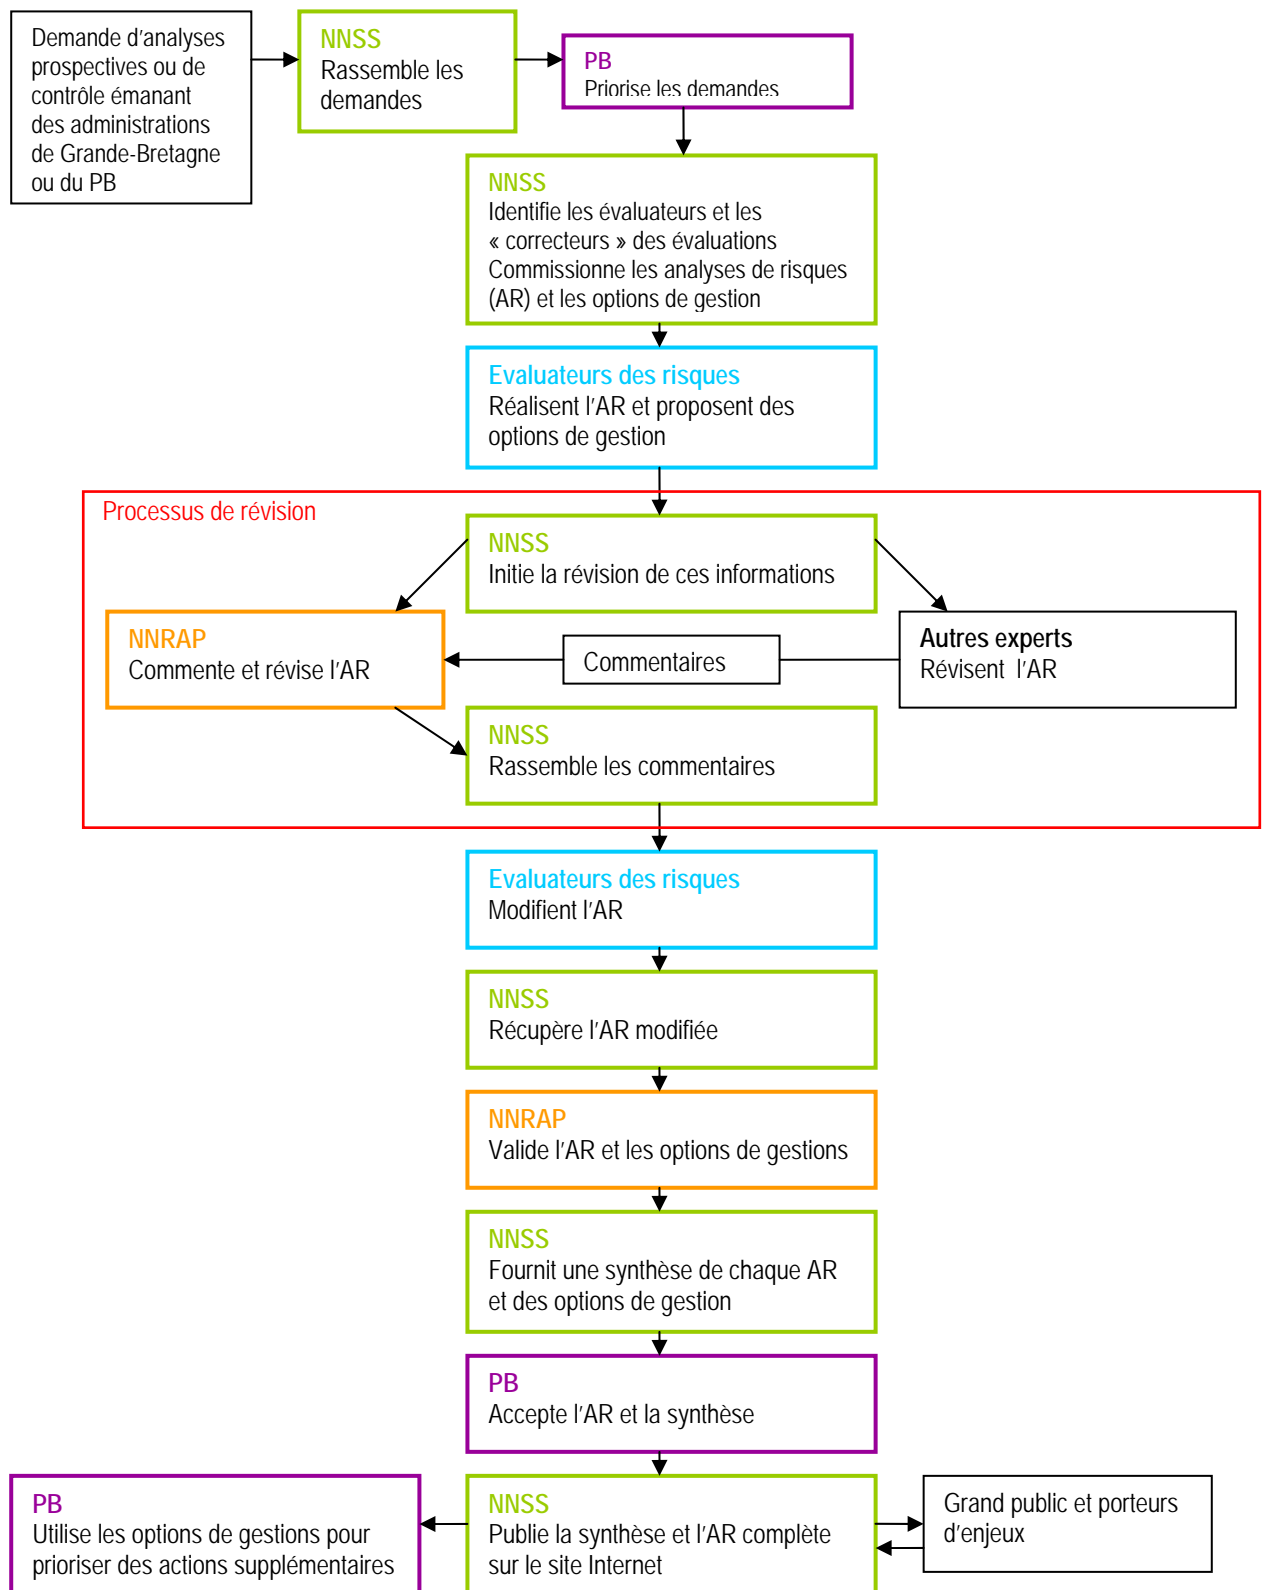 Demande d'analyses
prospectives ou de
contrôle émanant
des administrations
de Grande-Bretagne
ou du PB
NNSS
Rassemble les
demandes
PB
Priorise les demandes
NNSS
Identifie les évaluateurs et les
« correcteurs » des évaluations
Commissionne les analyses de risques
(AR) et les options de gestion
Evaluateurs des risques
Réalisent l'AR et proposent des
options de gestion
Processus de révision
NNSS
Initie la révision de ces informations
NNRAP
Commente et révise l'AR
Commentaires
Autres experts
Révisent l'AR
NNSS
Rassemble les commentaires
Evaluateurs des risques
Modifient l'AR
NNSS
Récupère l'AR modifiée
NNRAP
Valide l'AR et les options de gestions
NNSS
Fournit une synthèse de chaque AR
et des options de gestion
PB
Accepte l'AR et la synthèse
PB
Utilise les options de gestions pour
prioriser des actions supplémentaires
NNSS
Publie la synthèse et l'AR complète
sur le site Internet
Grand public et porteurs
d'enjeux